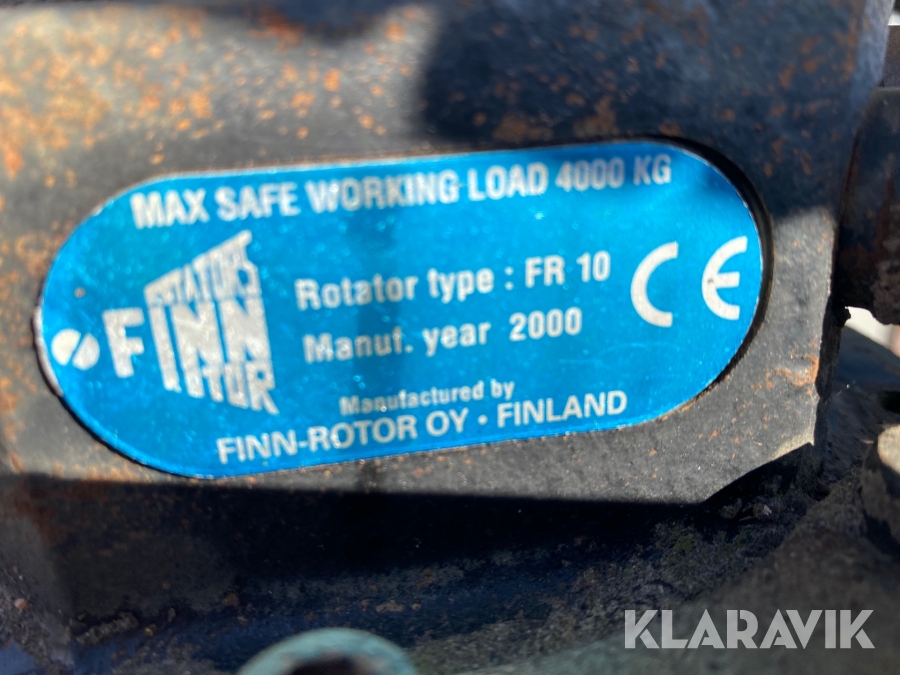 MAX SAFE WORKING LOAD 4000 KG
ROTATORS
FINN
ROTOR
Rotator type : FR 10
Manuf. year 2000
CE
Manufactured by
FINN-ROTOR OY · FINLAND
KLARAVIK